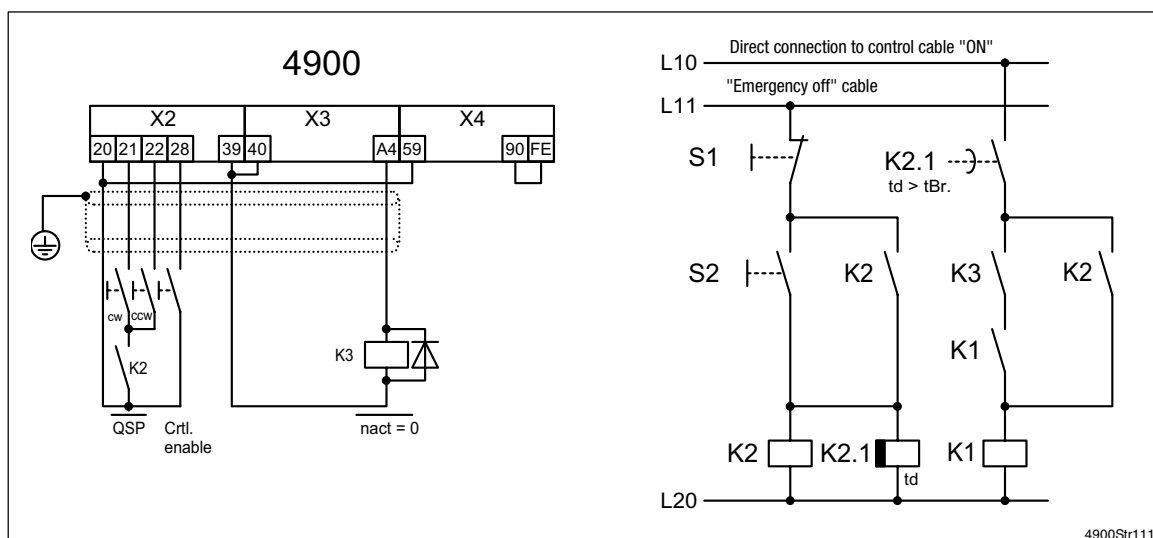 4900
X2 X3 X4
20 21 22 28 39 40 A4 59 90 FE
cw ccw
K2
K3
QSP Crtl.
enable
nact = 0
Direct connection to control cable "ON"
L10
"Emergency off" cable
L11
S1
K2.1
td > tBr.
S2 K2 K3 K2
K1
K2 K2.1 K1
td
L20
4900Str111